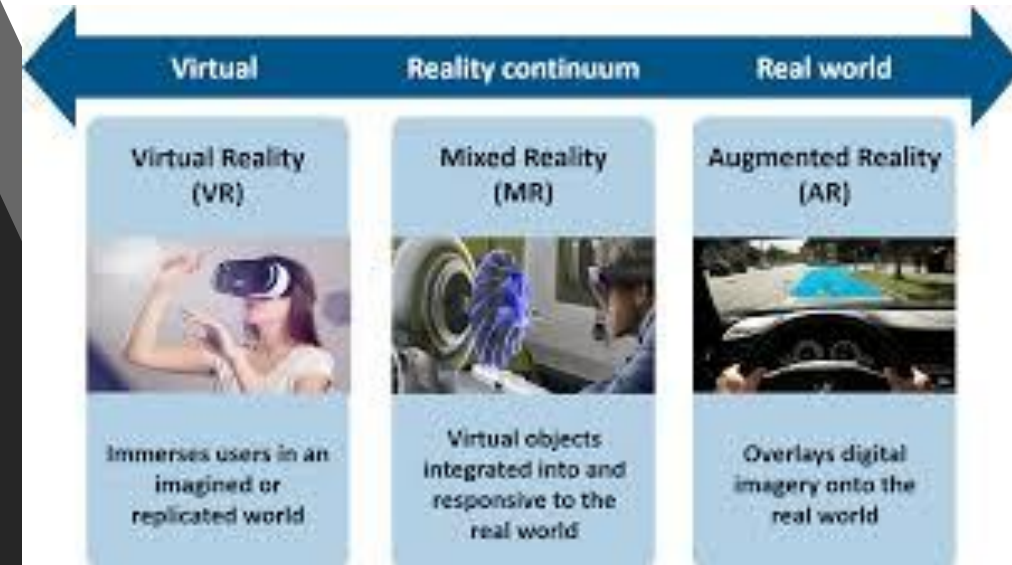 Virtual
Reality continuum
Real world
Virtual Reality
(VR)
Immerses users in an
imagined or
replicated world
Mixed Reality
(MR)
Virtual objects
integrated into and
responsive to the
real world
Augmented Reality
(AR)
Overlays digital
imagery onto the
real world